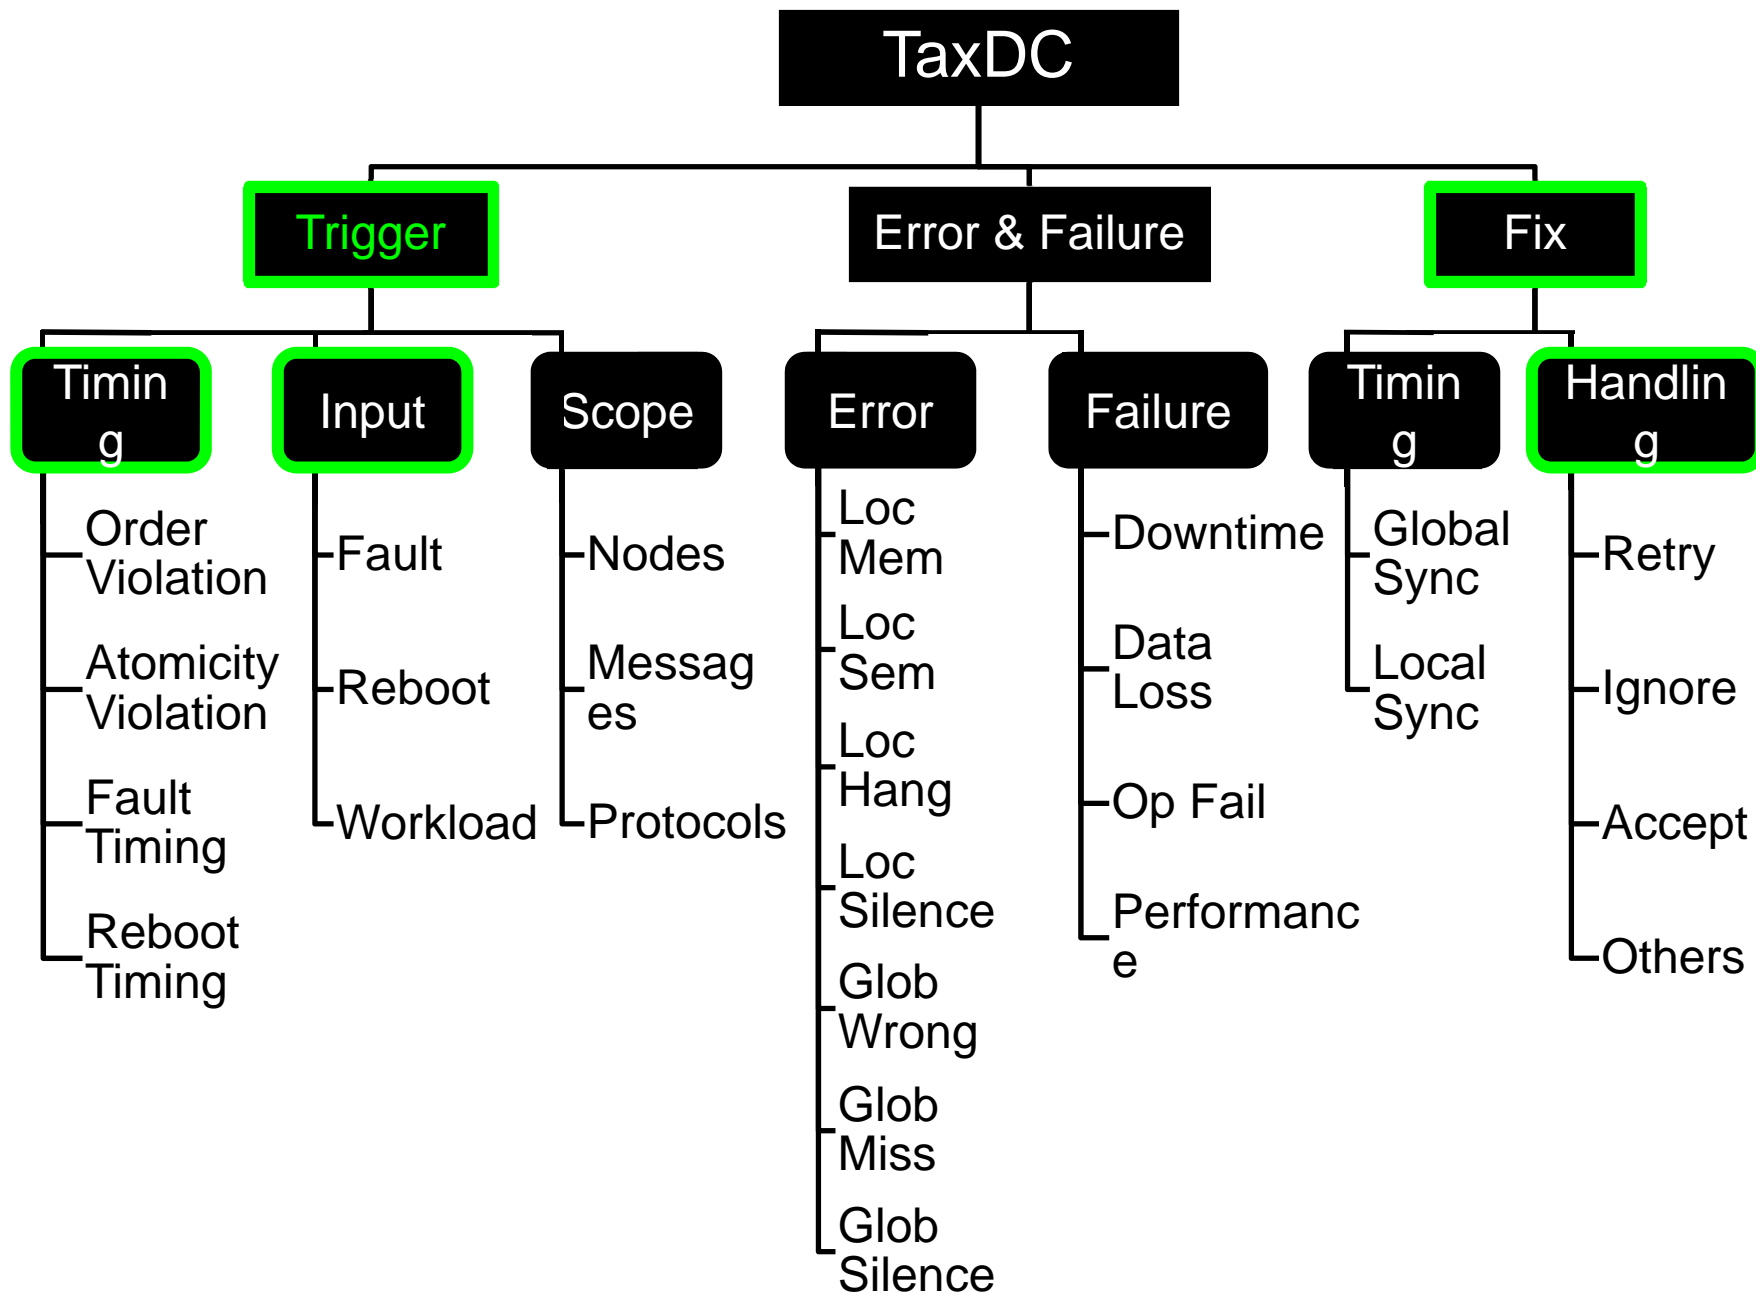 TaxDC
Trigger
Error & Failure
Fix
Timin
g
Input
Scope
Error
Failure
Timin
g
Handlin
g
Order
Violation
Atomicity
Violation
Fault
Timing
Reboot
Timing
Fault
Reboot
Workload
Nodes
Messag
es
Protocols
Loc
Mem
Loc
Sem
Loc
Hang
Loc
Silence
Glob
Wrong
Glob
Miss
Glob
Silence
Downtime
Data
Loss
Op Fail
Performanc
e
Global
Sync
Local
Sync
Retry
Ignore
Accept
Others